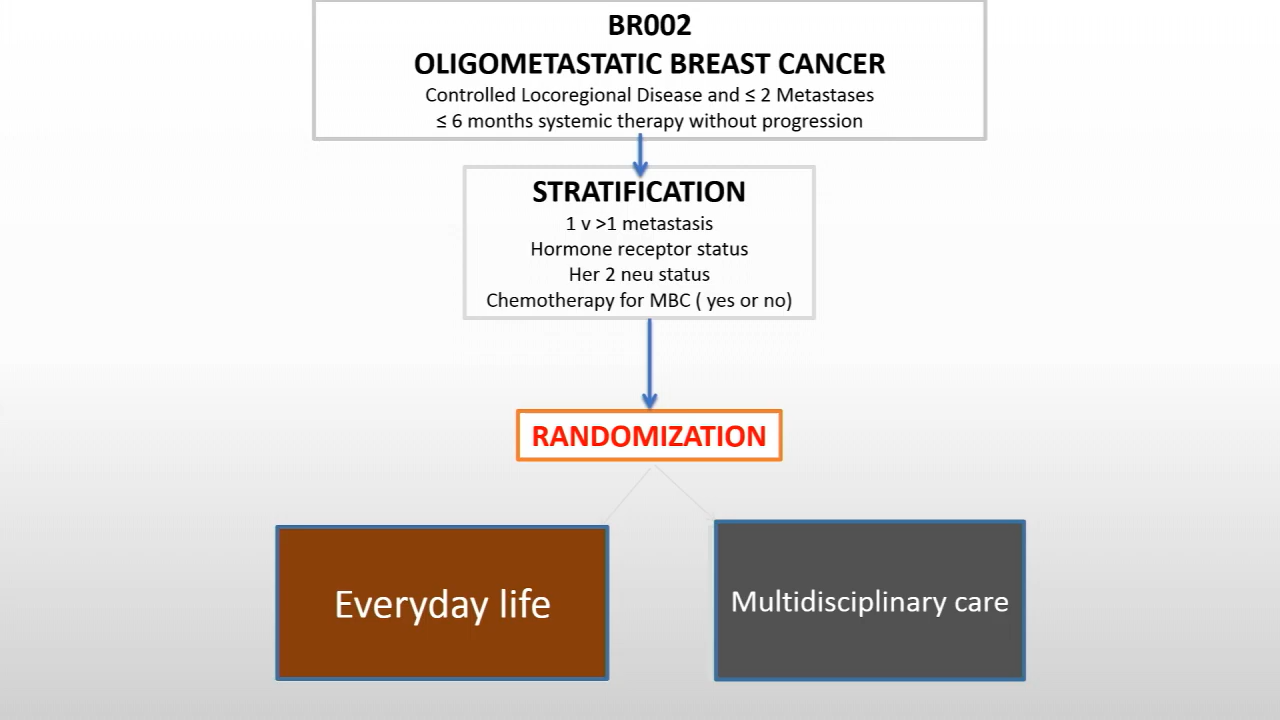 BR002
OLIGOMETASTATIC BREAST CANCER
Controlled Locoregional Disease and ≤ 2 Metastases
≤ 6 months systemic therapy without progression
STRATIFICATION
1 v >1 metastasis
Hormone receptor status
Her 2 neu status
Chemotherapy for MBC ( yes or no)
RANDOMIZATION
Everyday life
Multidisciplinary care